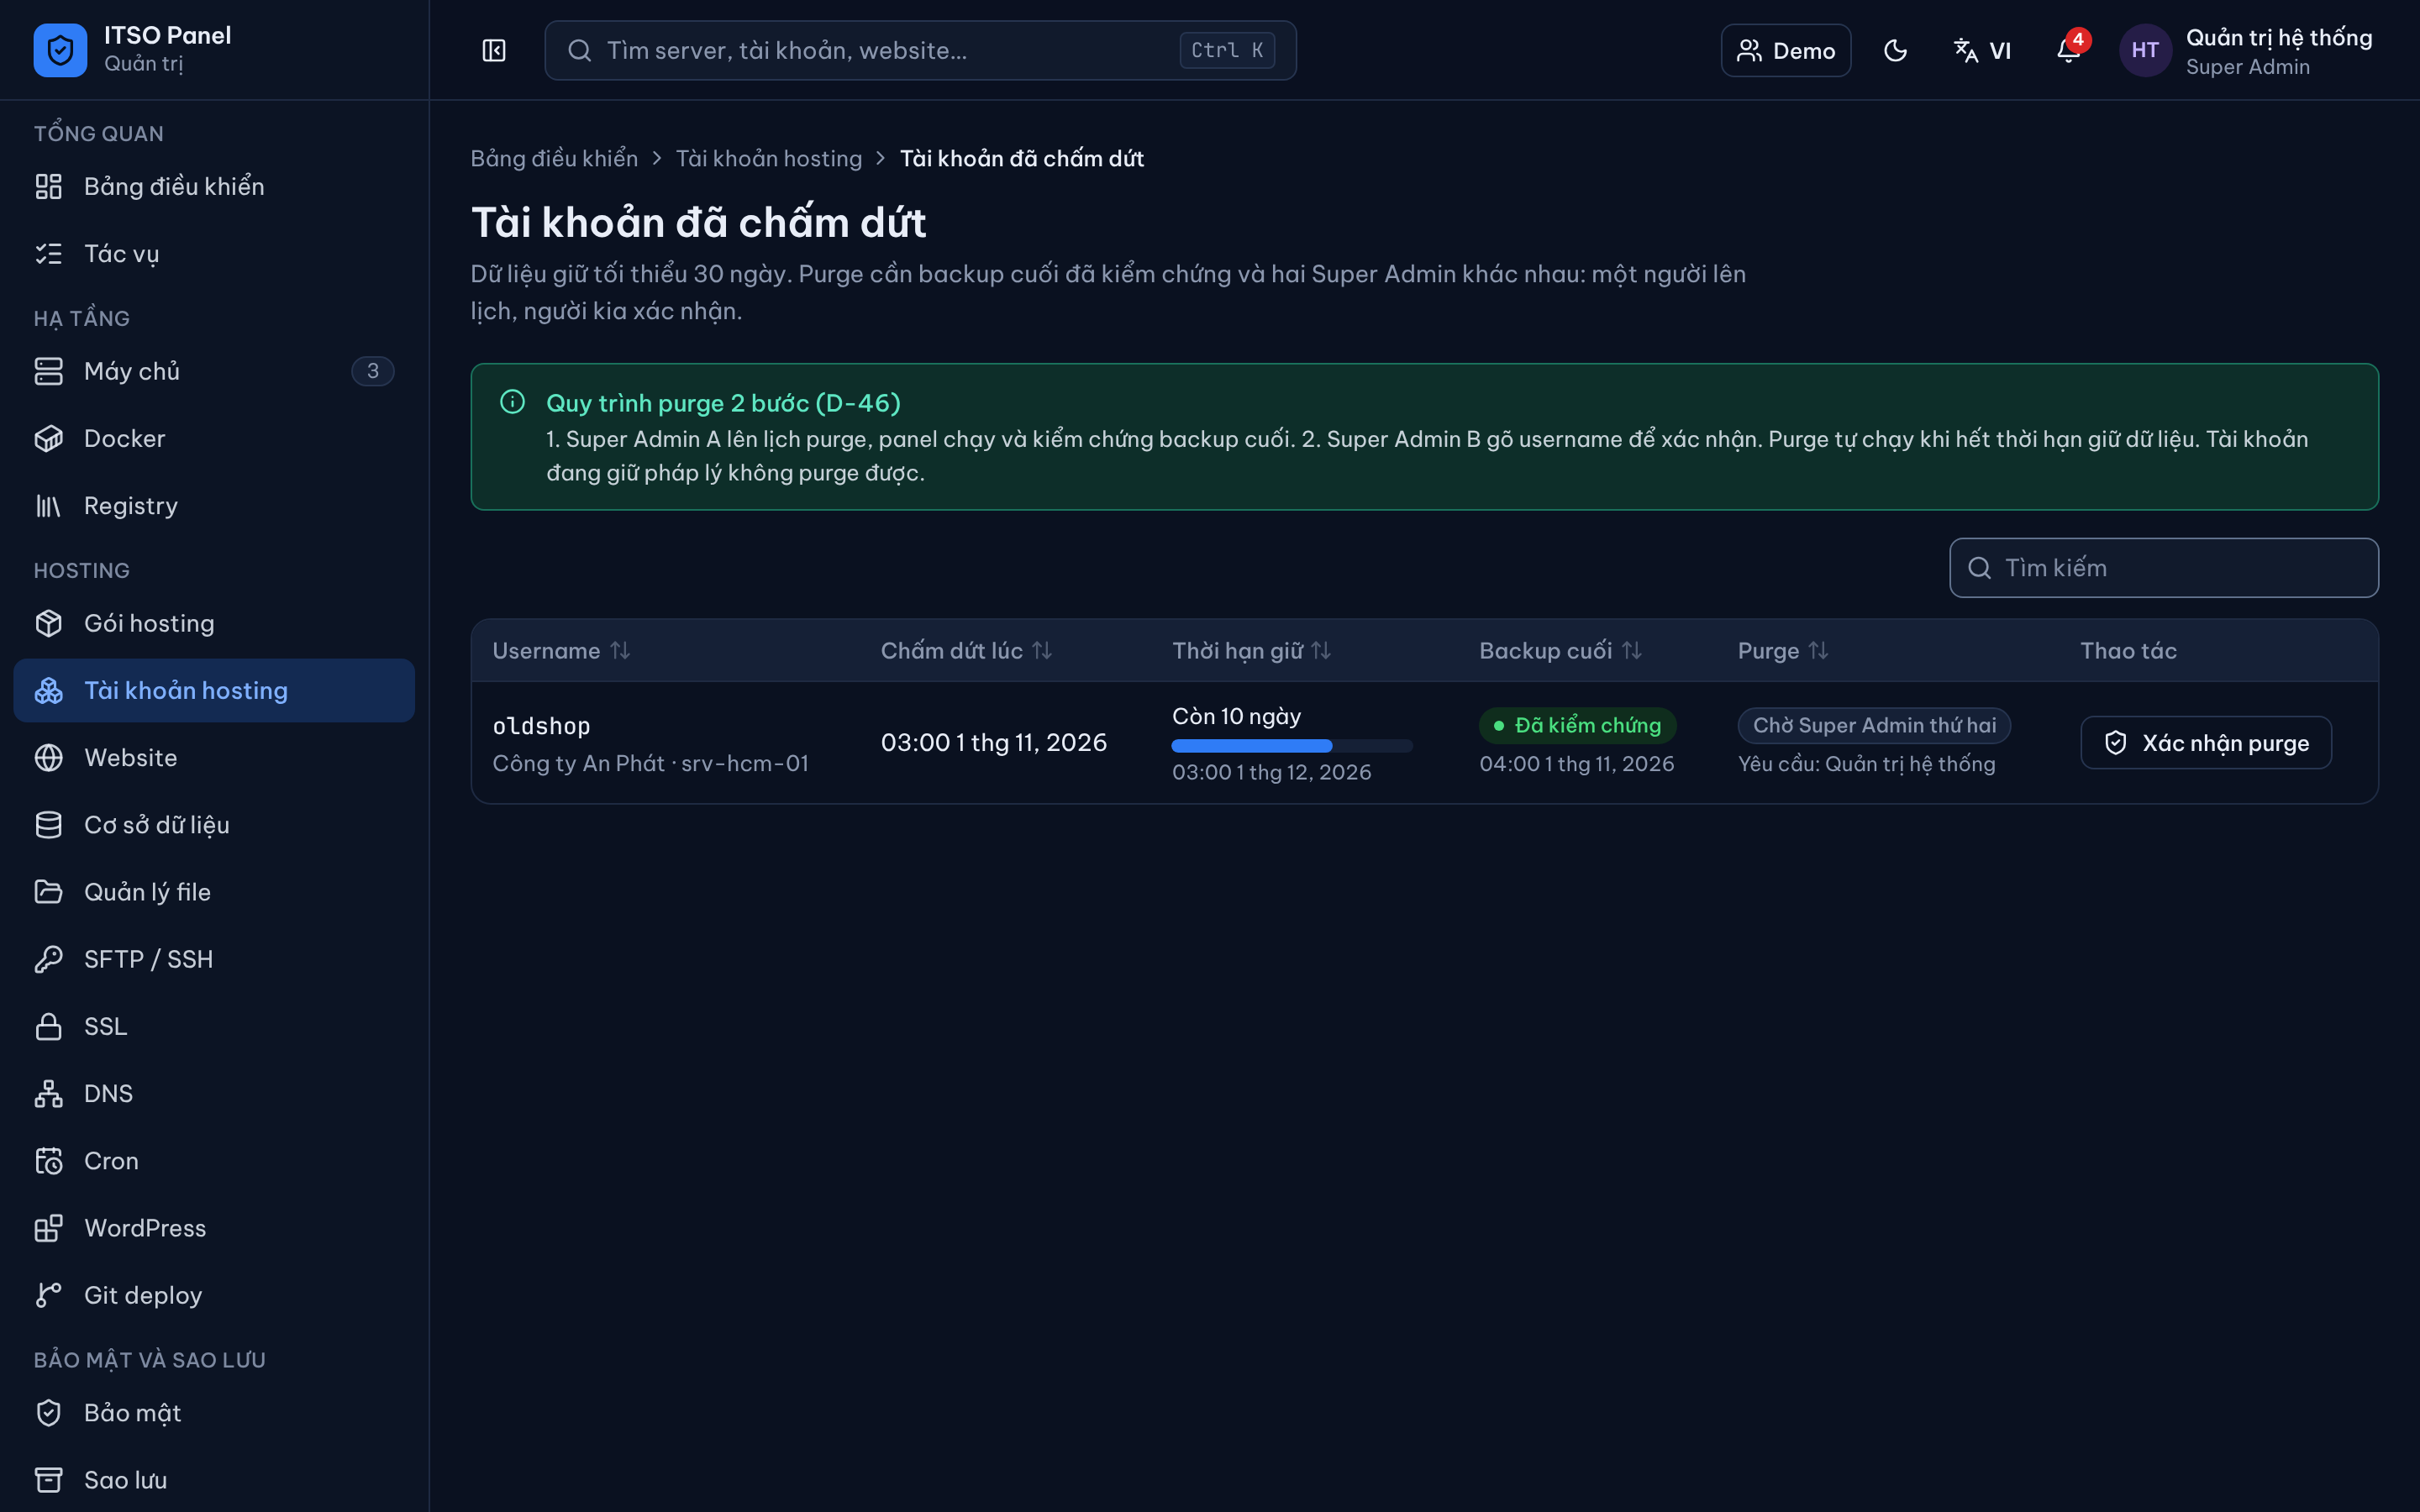 ITSO Panel
Quản trị
Tìm server, tài khoản, website...
Ctrl K
Demo
VI
4
HT
Quản trị hệ thống
Super Admin
TỔNG QUAN
Bảng điều khiển
Tác vụ
HẠ TẦNG
Máy chủ
3
Docker
Registry
HOSTING
Gói hosting
Tài khoản hosting
Website
Cơ sở dữ liệu
Quản lý file
SFTP / SSH
SSL
DNS
Cron
WordPress
Git deploy
BẢO MẬT VÀ SAO LƯU
Bảo mật
Sao lưu
Bảng điều khiển > Tài khoản hosting > Tài khoản đã chấm dứt
Tài khoản đã chấm dứt
Dữ liệu giữ tối thiểu 30 ngày. Purge cần backup cuối đã kiểm chứng và hai Super Admin khác nhau: một người lên
lịch, người kia xác nhận.
Quy trình purge 2 bước (D-46)
1. Super Admin A lên lịch purge, panel chạy và kiểm chứng backup cuối. 2. Super Admin B gõ username để xác nhận. Purge tự chạy khi hết thời hạn giữ dữ liệu. Tài khoản
đang giữ pháp lý không purge được.
Tìm kiếm
Username
Chấm dứt lúc
Thời hạn giữ
Backup cuối
Purge
Thao tác
oldshop
Công ty An Phát · srv-hcm-01
03:00 1 thg 11, 2026
Còn 10 ngày
03:00 1 thg 12, 2026
Đã kiểm chứng
04:00 1 thg 11, 2026
Chờ Super Admin thứ hai
Yêu cầu: Quản trị hệ thống
Xác nhận purge